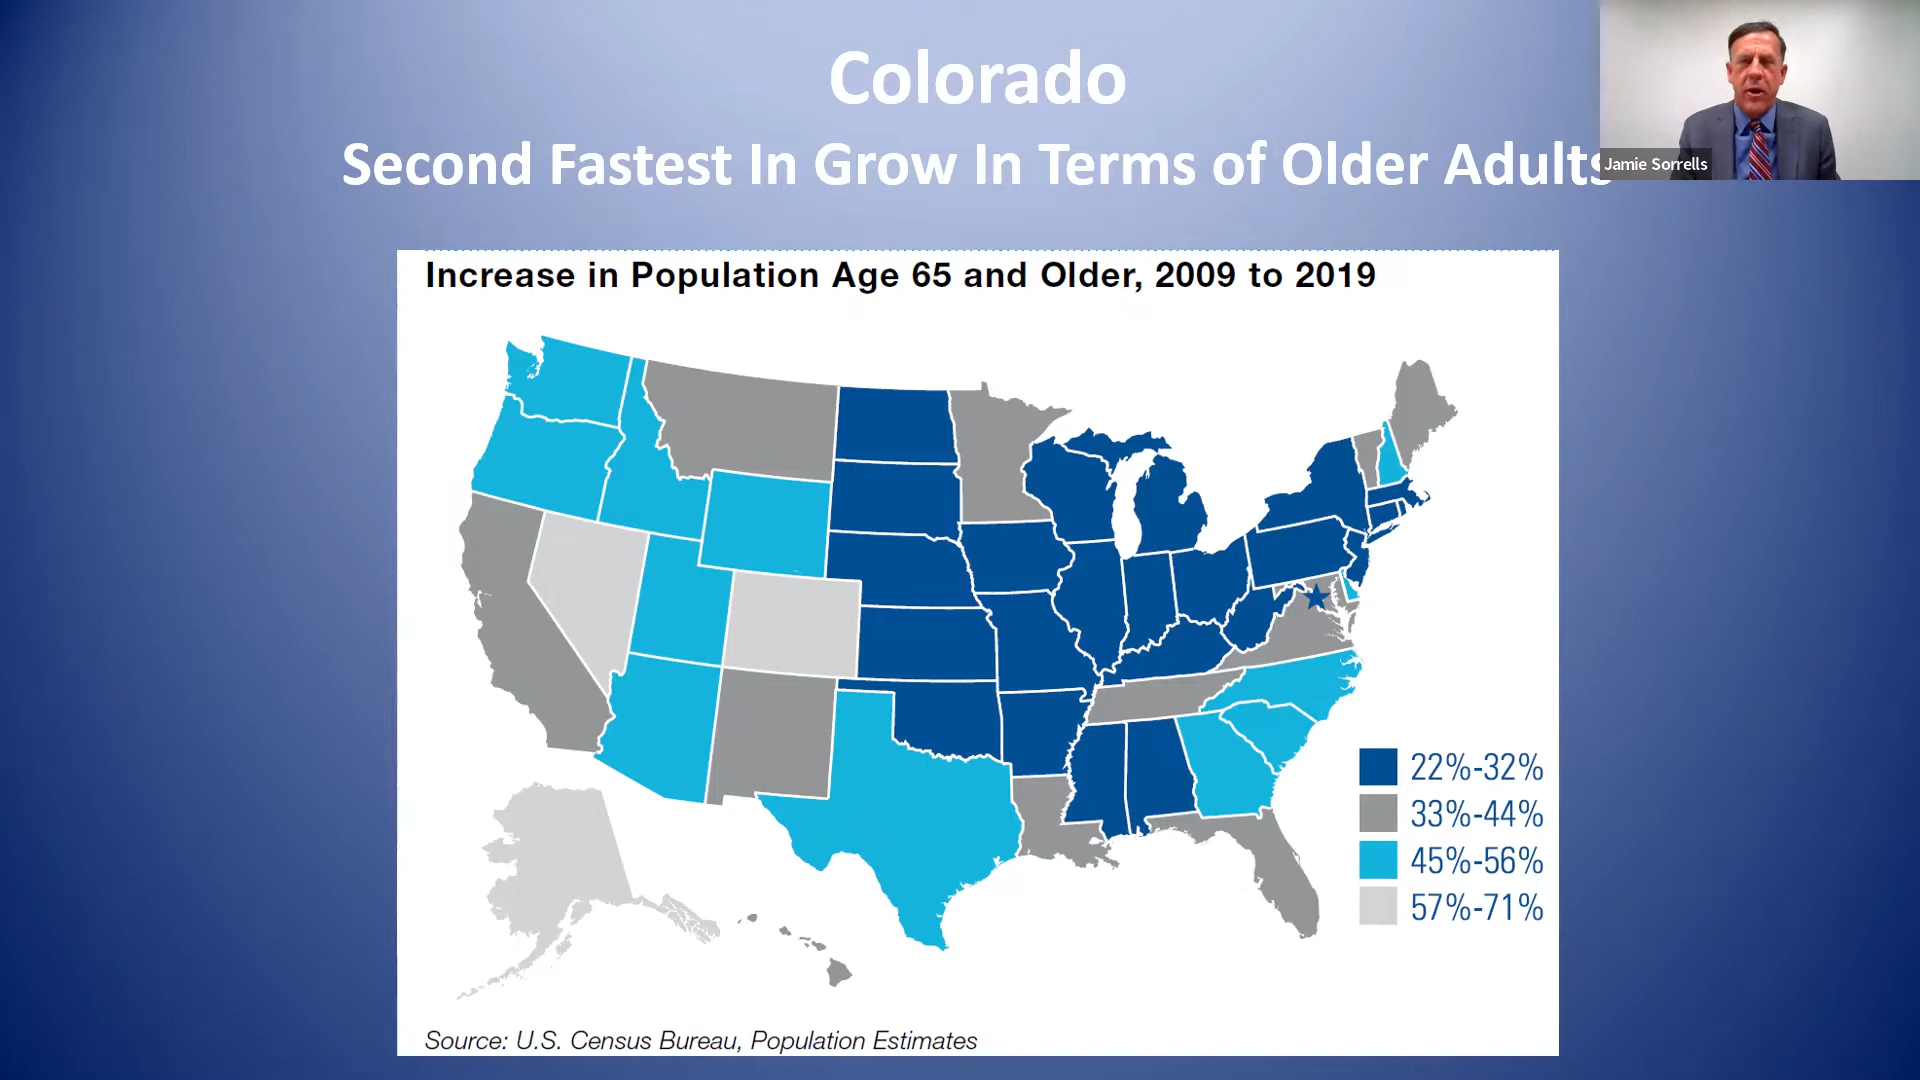 Colorado
Second Fastest In Grow In Terms of Older Adults
Jamie Sorrells
Increase in Population Age 65 and Older, 2009 to 2019
22%-32%
33%-44%
45%-56%
57%-71%
Source: U.S. Census Bureau, Population Estimates